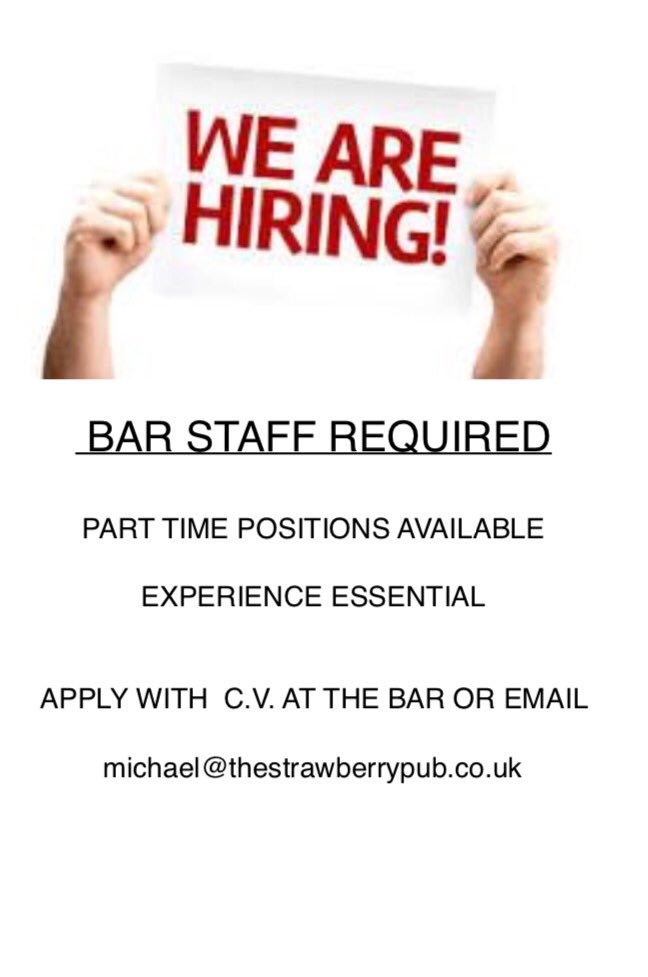 WE ARE
HIRING!
BAR STAFF REQUIRED
PART TIME POSITIONS AVAILABLE
EXPERIENCE ESSENTIAL
APPLY WITH  C.V. AT THE BAR OR EMAIL
michael@thestrawberrypub.co.uk